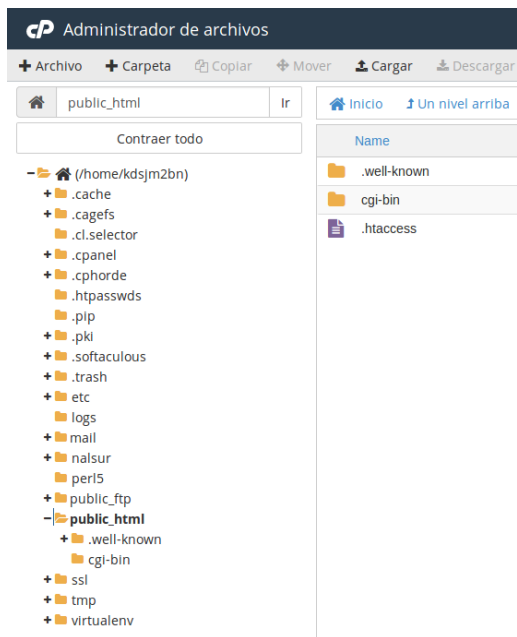 cP Administrador de archivos
+ Archivo + Carpeta Copiar Mover Cargar Descargar
public_html Ir
Inicio Un nivel arriba
Contraer todo
Name
(/home/kdsjm2bn)
.cache
.cagefs
.cl.selector
.cpanel
.cphorde
.htpasswds
.pip
.pki
.softaculous
.trash
etc
logs
mail
nalsur
perl5
public_ftp
public_html
.well-known
cgi-bin
ssl
tmp
virtualenv
.well-known
cgi-bin
.htaccess